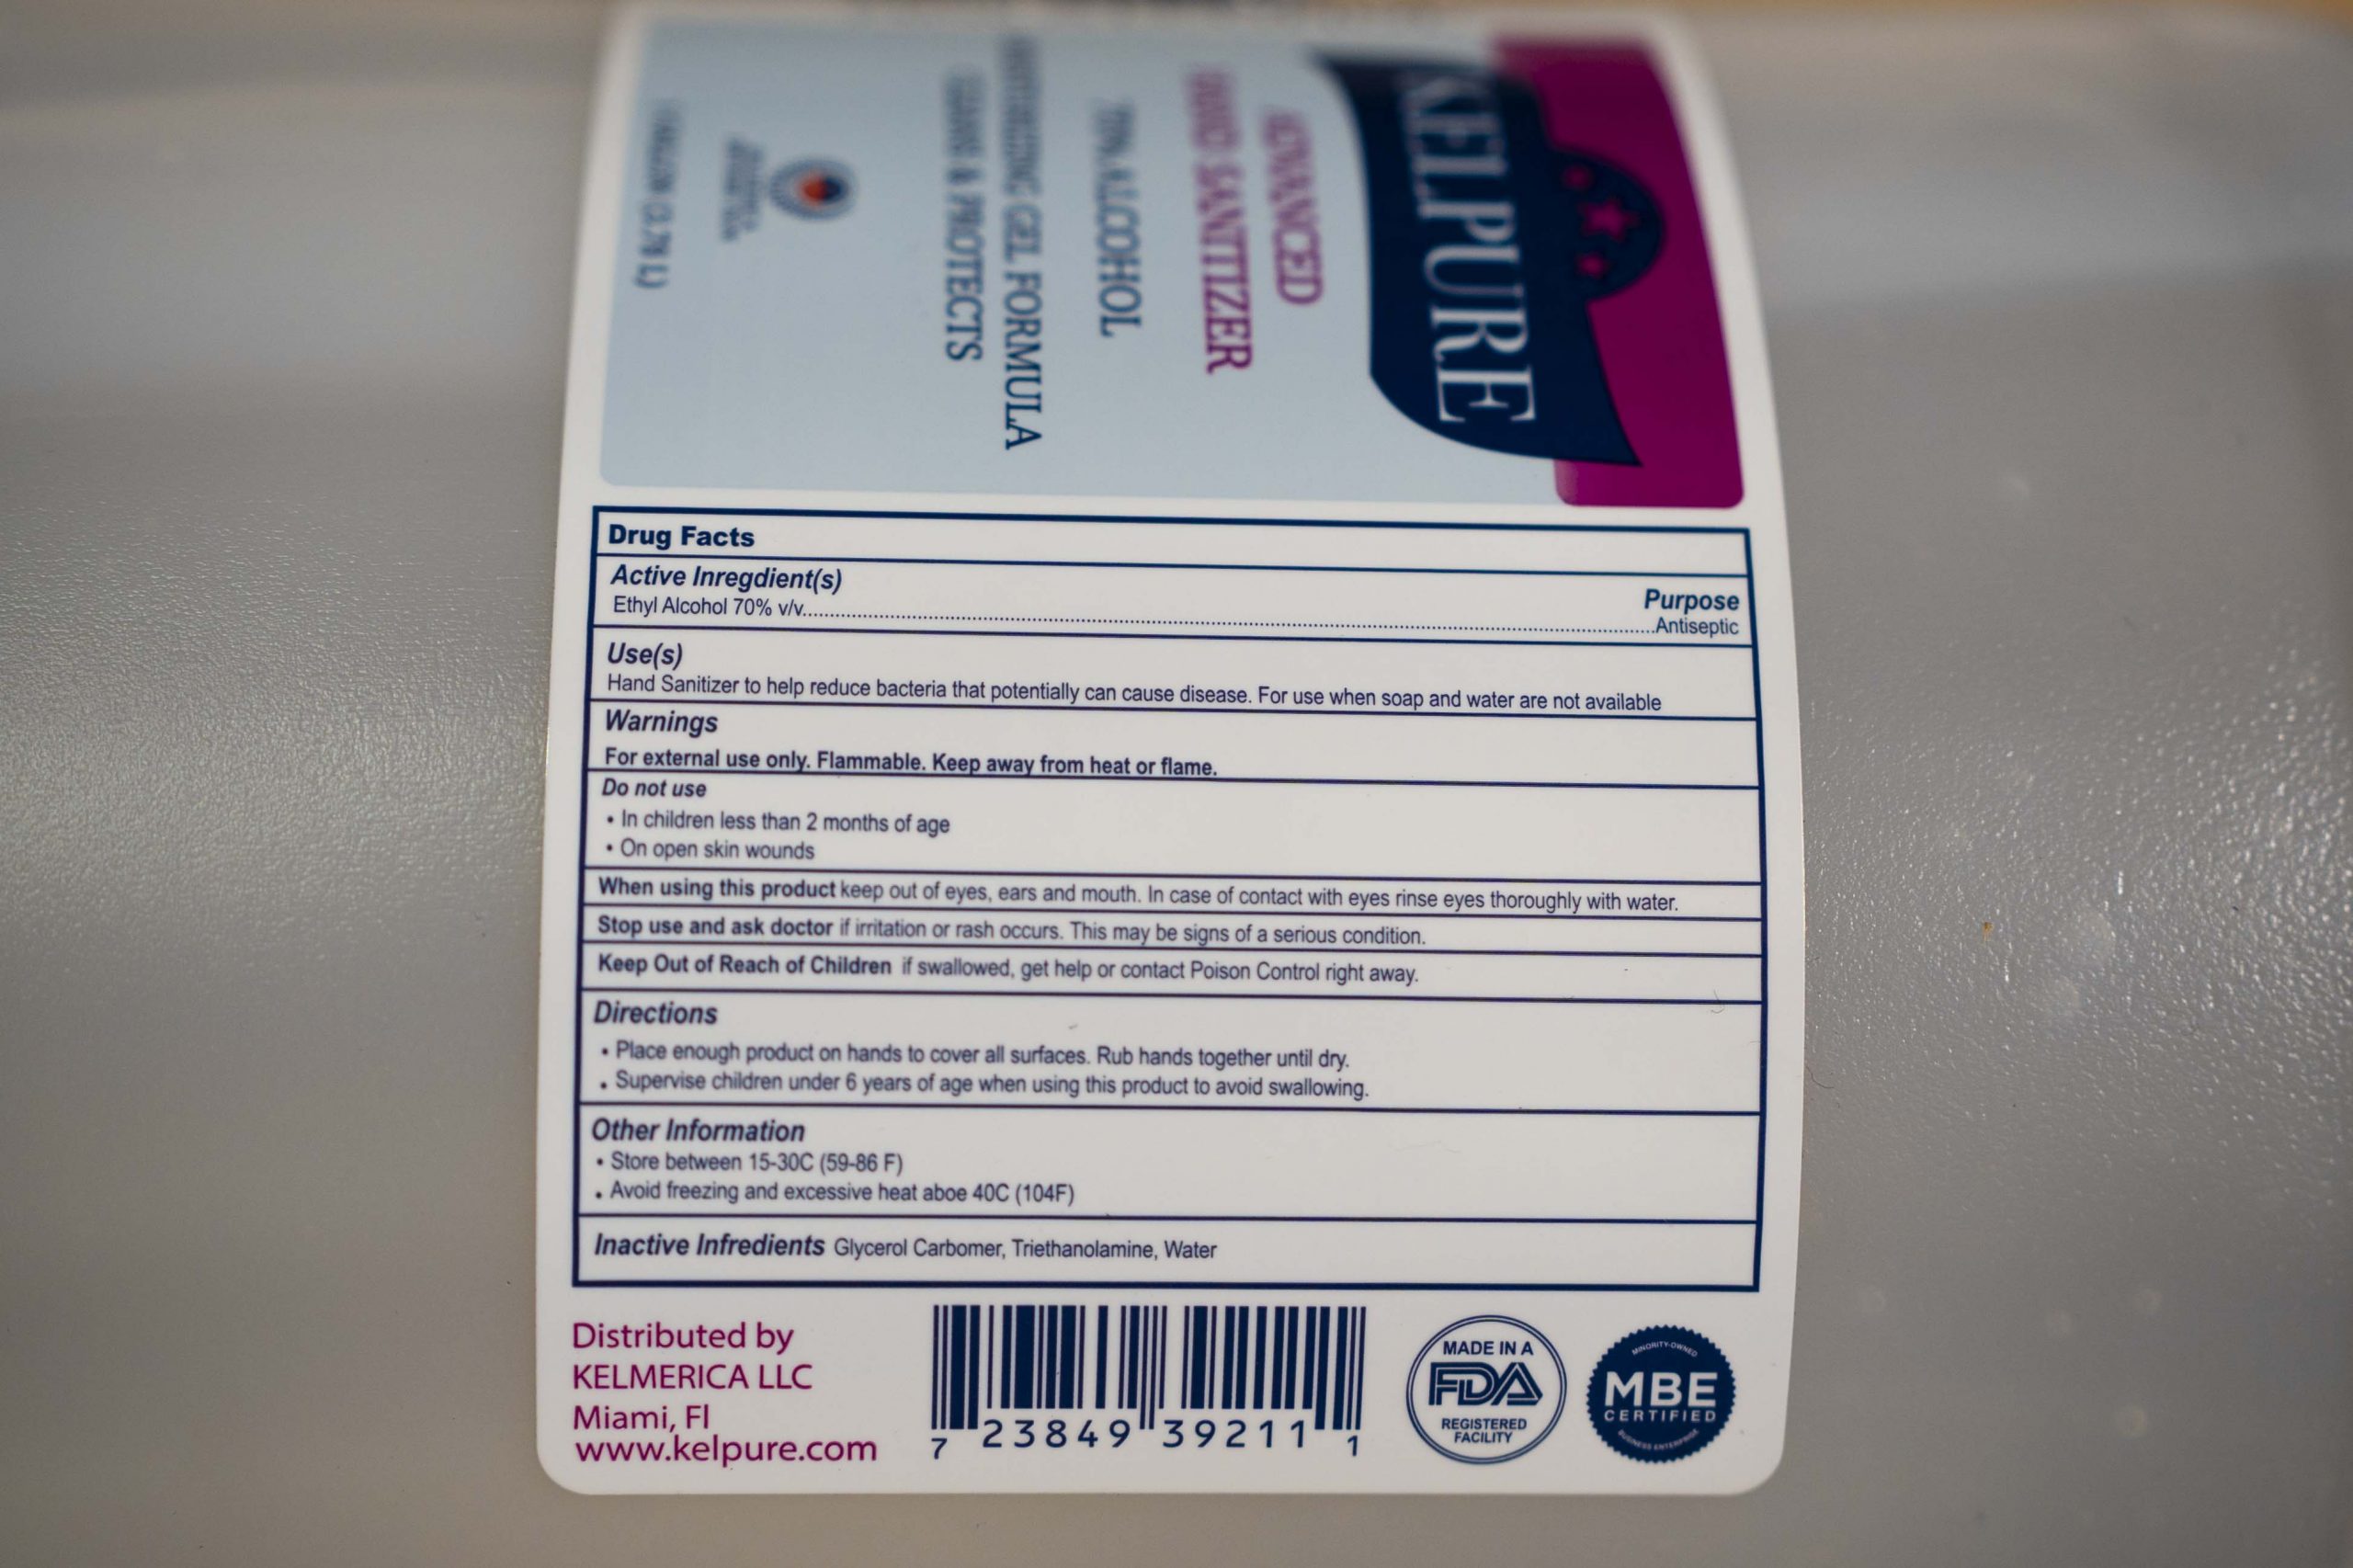 KELPURE
ADVANCED
HAND SANITIZER
70% ALCOHOL
GEL FORMULA
CLEANS & PROTECTS
1 GALLON (3.78 L)
Drug Facts
Active Inregdient(s)
Purpose
Ethyl Alcohol 70% v/v..........Antiseptic
Use(s)
Hand Sanitizer to help reduce bacteria that potentially can cause disease. For use when soap and water are not available
Warnings
For external use only. Flammable. Keep away from heat or flame.
Do not use
• In children less than 2 months of age
• On open skin wounds
When using this product keep out of eyes, ears and mouth. In case of contact with eyes rinse eyes thoroughly with water.
Stop use and ask doctor if irritation or rash occurs. This may be signs of a serious condition.
Keep Out of Reach of Children if swallowed, get help or contact Poison Control right away.
Directions
• Place enough product on hands to cover all surfaces. Rub hands together until dry.
• Supervise children under 6 years of age when using this product to avoid swallowing.
Other Information
• Store between 15-30C (59-86 F)
• Avoid freezing and excessive heat aboe 40C (104F)
Inactive Infredients Glycerol Carbomer, Triethanolamine, Water
Distributed by
KELMERICA LLC
Miami, Fl
www.kelpure.com
7 23849 39211 1
MADE IN A
FDA
REGISTERED
FACILITY
MINORITY-OWNED
MBE
CERTIFIED
BUSINESS ENTERPRISE